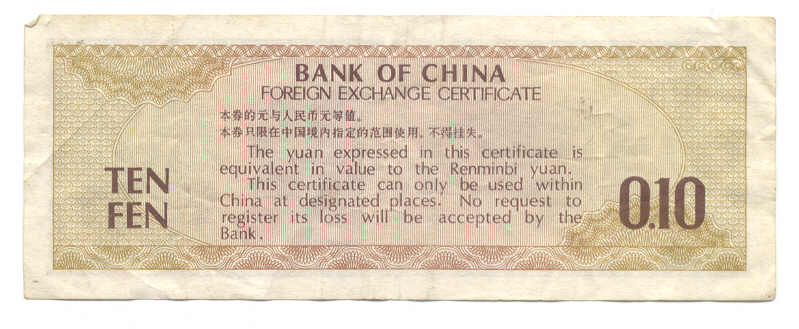 BANK OF CHINA
FOREIGN EXCHANGE CERTIFICATE
本券的元与人民币元等值。
本券只限在中国境内指定的范围使用，不得挂失。
The yuan expressed in this certificate is
equivalent in value to the Renminbi yuan.
This certificate can only be used within
China at designated places. No request to
register its loss will be accepted by the
Bank.
TEN
FEN
0.10